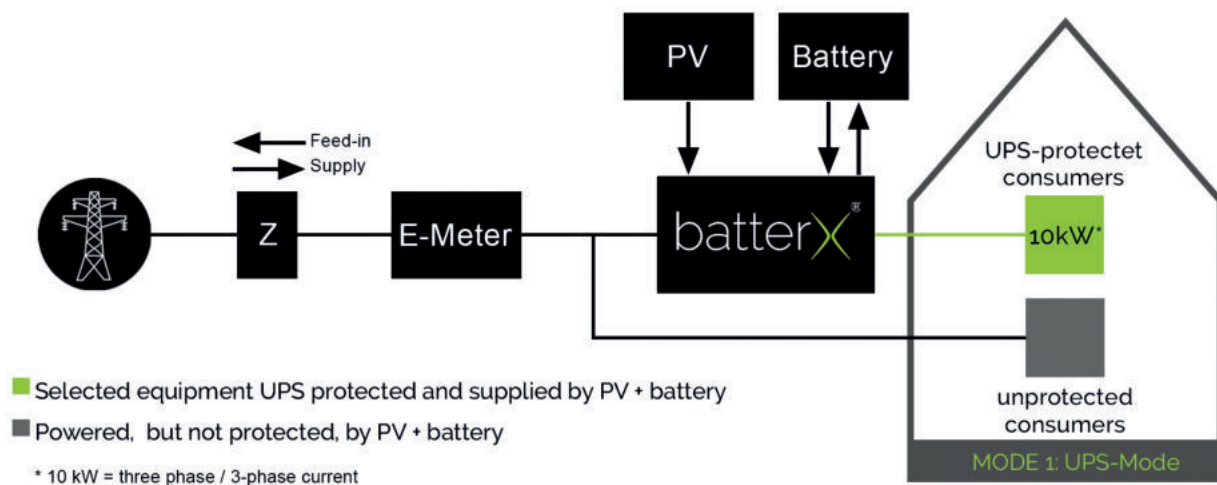 PV
Battery
Feed-in
Supply
UPS-protectet
consumers
Z
E-Meter
batterX®
10kW*
Selected equipment UPS protected and supplied by PV + battery
unprotected
consumers
Powered, but not protected, by PV + battery
MODE 1: UPS-Mode
* 10 kW = three phase / 3-phase current